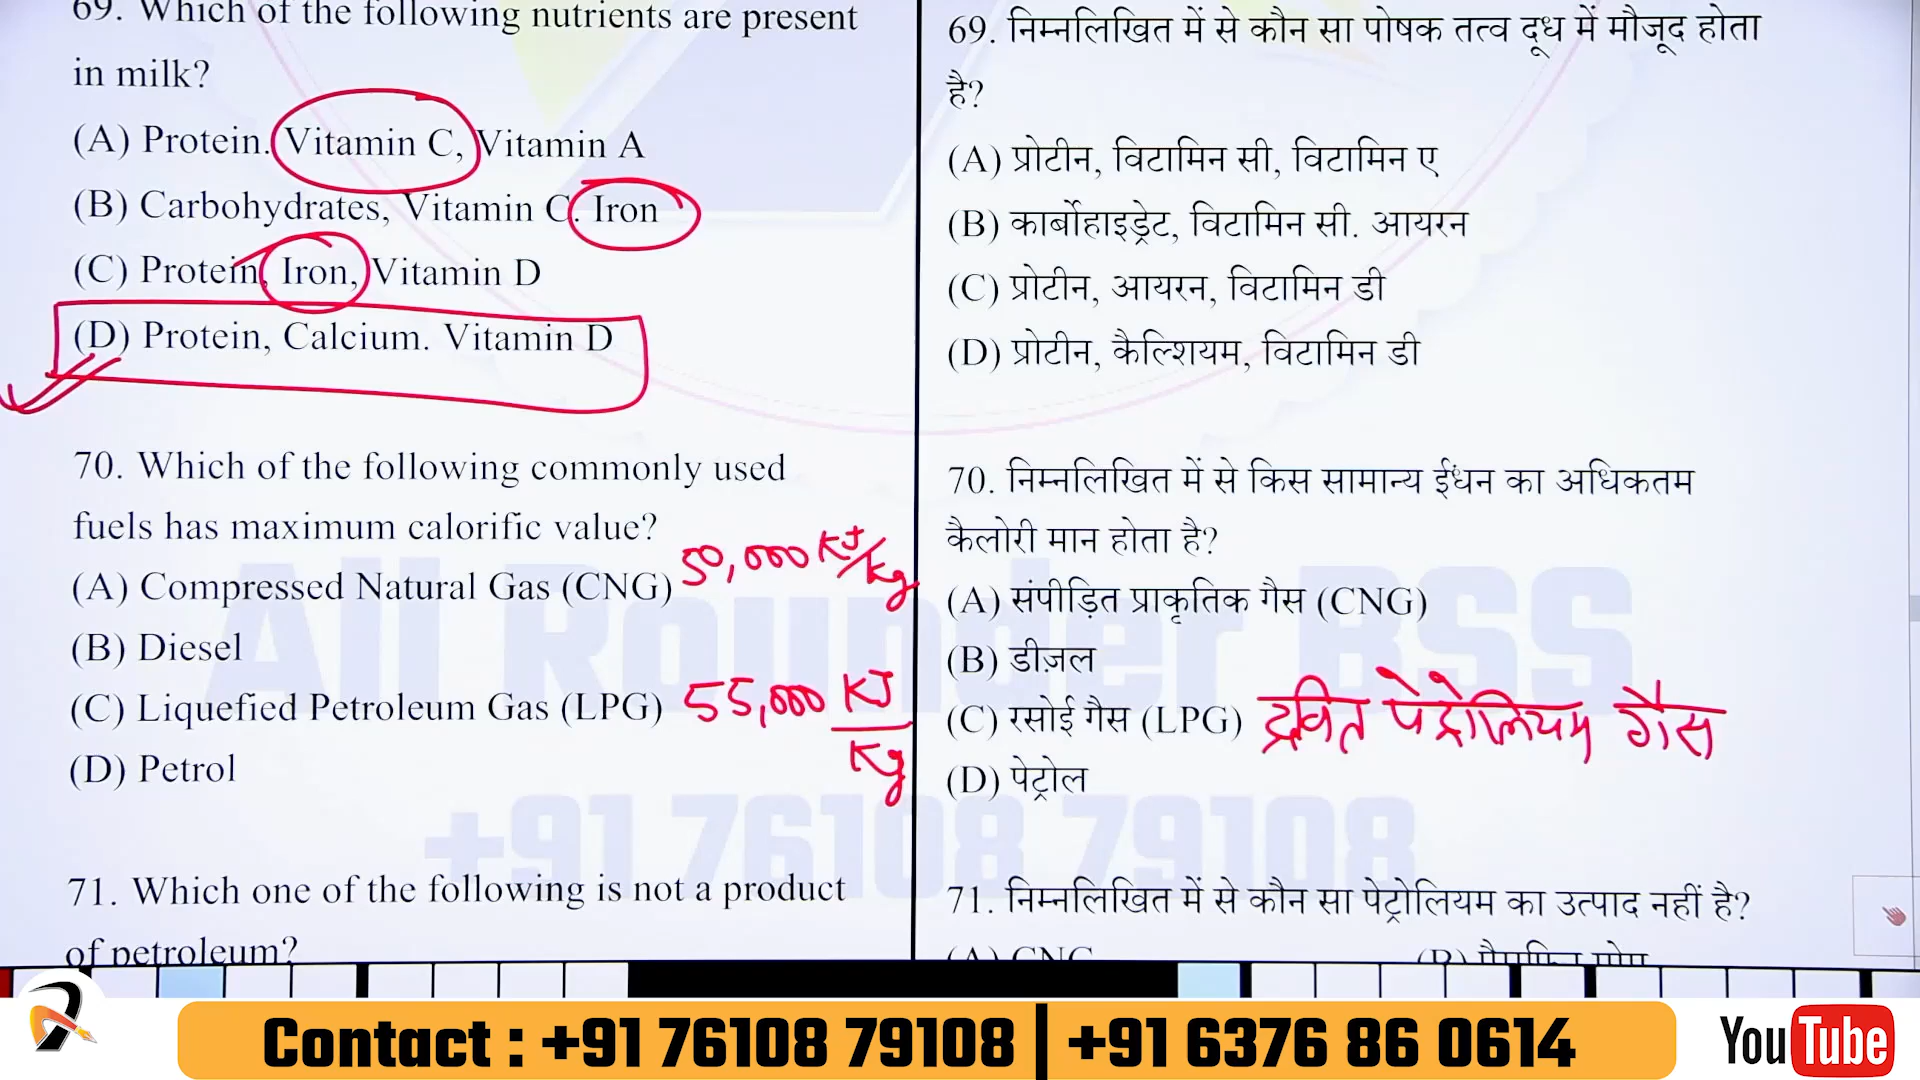 69. Which of the following nutrients are present
in milk?
(A) Protein. Vitamin C, Vitamin A
(B) Carbohydrates, Vitamin C. Iron
(C) Protein, Iron, Vitamin D
(D) Protein, Calcium. Vitamin D
70. Which of the following commonly used
fuels has maximum calorific value?
(A) Compressed Natural Gas (CNG) 50,000 KJ/Kg
(B) Diesel
(C) Liquefied Petroleum Gas (LPG) 55,000 KJ/Kg
(D) Petrol
71. Which one of the following is not a product
of petroleum?
69. निम्नलिखित में से कौन सा पोषक तत्व दूध में मौजूद होता
है?
(A) प्रोटीन, विटामिन सी, विटामिन ए
(B) कार्बोहाइड्रेट, विटामिन सी. आयरन
(C) प्रोटीन, आयरन, विटामिन डी
(D) प्रोटीन, कैल्शियम, विटामिन डी
70. निम्नलिखित में से किस सामान्य ईंधन का अधिकतम
कैलोरी मान होता है?
(A) संपीड़ित प्राकृतिक गैस (CNG)
(B) डीज़ल
(C) रसोई गैस (LPG) द्रवित पेट्रोलियम गैस
(D) पेट्रोल
71. निम्नलिखित में से कौन सा पेट्रोलियम का उत्पाद नहीं है?
(A) CNG
All Rounder BSS
+91 76108 79108
Contact : +91 76108 79108 | +91 6376 86 0614
YouTube